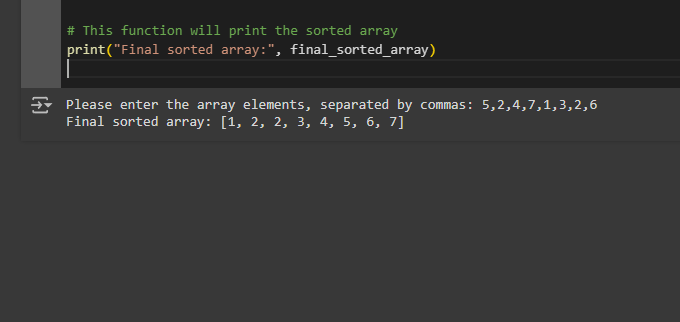 # This function will print the sorted array
print("Final sorted array:", final_sorted_array)
Please enter the array elements, separated by commas: 5,2,4,7,1,3,2,6
Final sorted array: [1, 2, 2, 3, 4, 5, 6, 7]